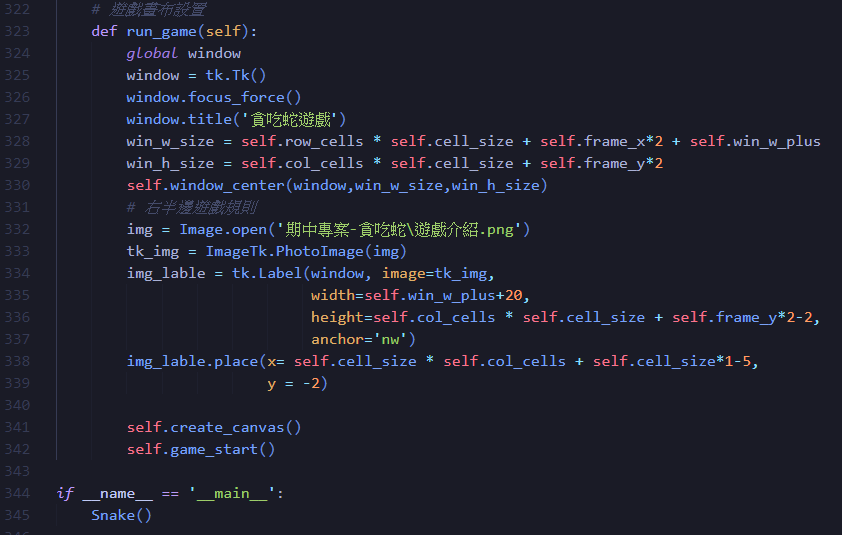 322 # 遊戲畫布設置
323 def run_game(self):
324 global window
325 window = tk.Tk()
326 window.focus_force()
327 window.title('貪吃蛇遊戲')
328 win_w_size = self.row_cells * self.cell_size + self.frame_x*2 + self.win_w_plus
329 win_h_size = self.col_cells * self.cell_size + self.frame_y*2
330 self.window_center(window,win_w_size,win_h_size)
331 # 右半邊遊戲規則
332 img = Image.open('期中專案-貪吃蛇\遊戲介紹.png')
333 tk_img = ImageTk.PhotoImage(img)
334 img_lable = tk.Label(window, image=tk_img,
335 width=self.win_w_plus+20,
336 height=self.col_cells * self.cell_size + self.frame_y*2-2,
337 anchor='nw')
338 img_lable.place(x= self.cell_size * self.col_cells + self.cell_size*1-5,
339 y = -2)
340
341 self.create_canvas()
342 self.game_start()
343
344 if __name__ == '__main__':
345 Snake()